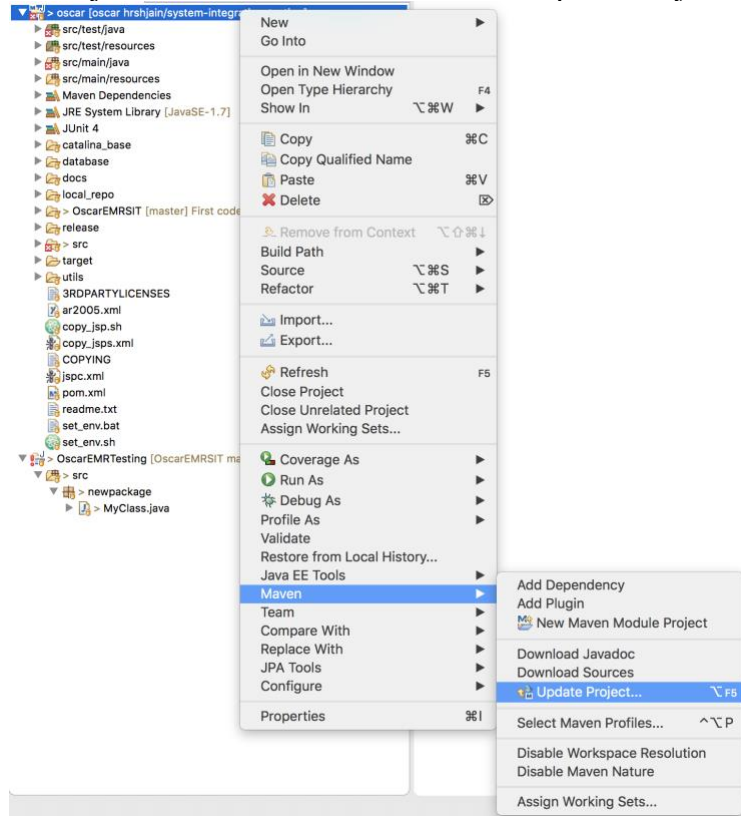 > oscar [oscar hrshjain/system-integ
src/test/java
src/test/resources
src/main/java
src/main/resources
Maven Dependencies
JRE System Library [JavaSE-1.7]
JUnit 4
catalina_base
database
docs
local_repo
> OscarEMRSIT [master] First code
release
> src
target
utils
3RDPARTYLICENSES
ar2005.xml
copy_jsp.sh
copy_jsps.xml
COPYING
jspc.xml
pom.xml
readme.txt
set_env.bat
set_env.sh
> OscarEMRTesting [OscarEMRSIT ma
> src
> newpackage
> MyClass.java
New
Go Into
Open in New Window
Open Type Hierarchy F4
Show In ⌥⌘W
Copy ⌘C
Copy Qualified Name
Paste ⌘V
Delete ⌦
Remove from Context ⌥⇧⌘↓
Build Path
Source ⌥⌘S
Refactor ⌥⌘T
Import...
Export...
Refresh F5
Close Project
Close Unrelated Project
Assign Working Sets...
Coverage As
Run As
Debug As
Profile As
Validate
Restore from Local History...
Java EE Tools
Maven
Team
Compare With
Replace With
JPA Tools
Configure
Properties ⌘I
Add Dependency
Add Plugin
New Maven Module Project
Download Javadoc
Download Sources
Update Project... ⌥F5
Select Maven Profiles... ^⌥P
Disable Workspace Resolution
Disable Maven Nature
Assign Working Sets...